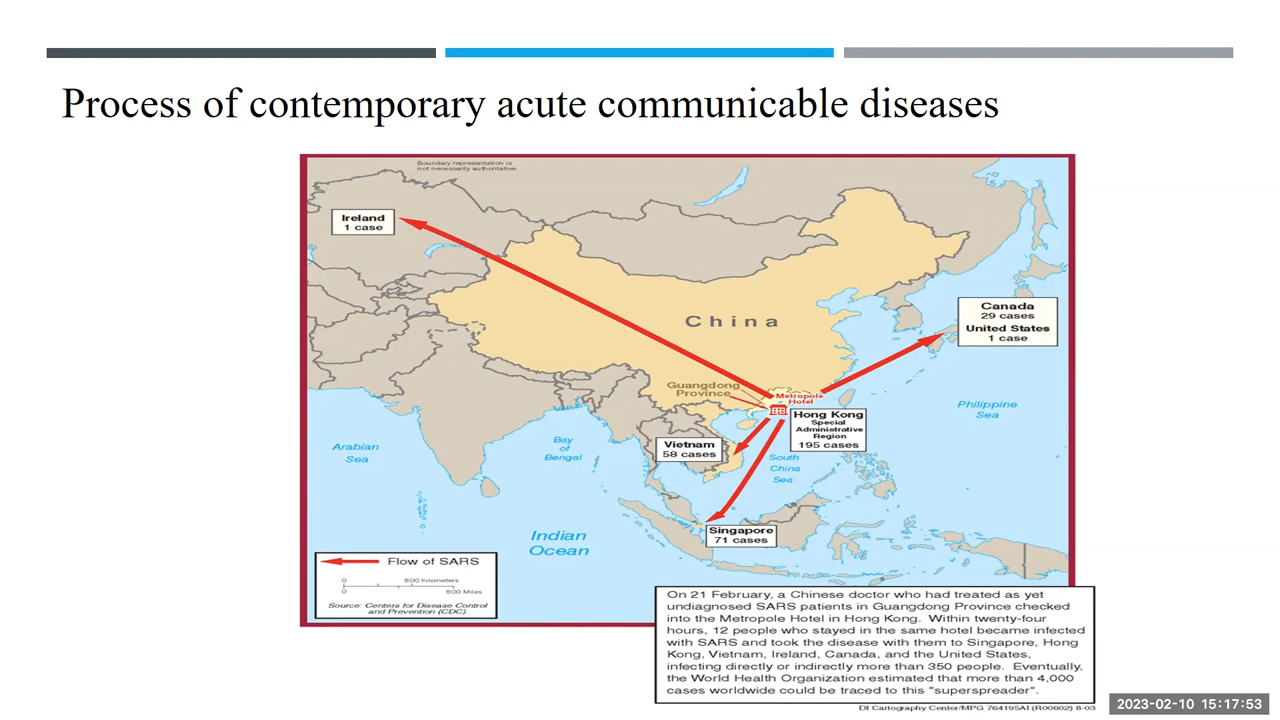 Process of contemporary acute communicable diseases
Boundary representation is
not necessarily authoritative.
Ireland
1 case
China
Canada
29 cases
United States
1 case
Guangdong
Province
Metropole
Hotel
Hong Kong
Special
Administrative
Region
195 cases
Philippine
Sea
Arabian
Sea
Bay
of
Bengal
Vietnam
58 cases
South
China
Sea
Singapore
71 cases
Indian
Ocean
Flow of SARS
0 800 Kilometers
0 800 Miles
Source: Centers for Disease Control
and Prevention (CDC).
On 21 February, a Chinese doctor who had treated as yet
undiagnosed SARS patients in Guangdong Province checked
into the Metropole Hotel in Hong Kong. Within twenty-four
hours, 12 people who stayed in the same hotel became infected
with SARS and took the disease with them to Singapore, Hong
Kong, Vietnam, Ireland, Canada, and the United States,
infecting directly or indirectly more than 350 people. Eventually,
the World Health Organization estimated that more than 4,000
cases worldwide could be traced to this "superspreader".
DI Cartography Center/MPG 764195AI (R00602) 8-03
2023-02-10 15:17:53